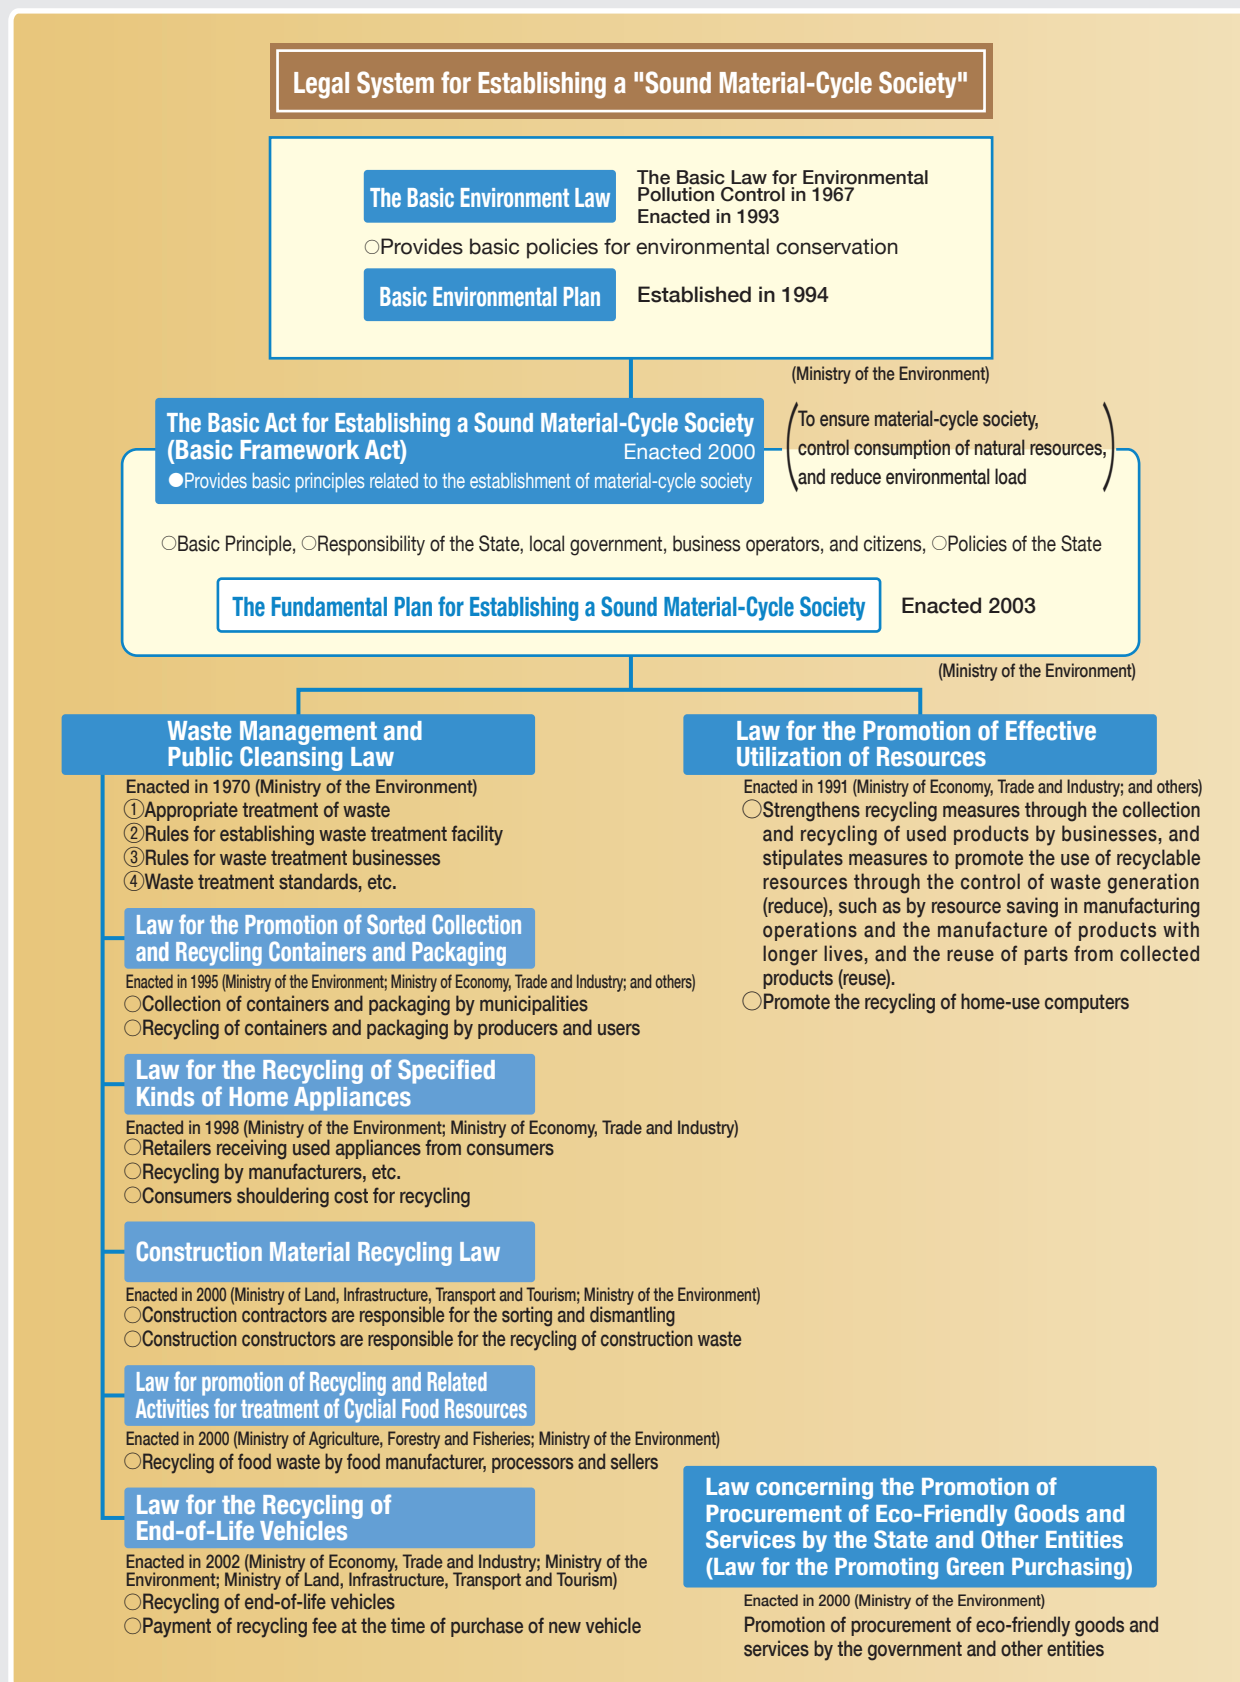 Legal System for Establishing a "Sound Material-Cycle Society"
The Basic Environment Law
The Basic Law for Environmental
Pollution Control in 1967
Enacted in 1993
○Provides basic policies for environmental conservation
Basic Environmental Plan
Established in 1994
(Ministry of the Environment)
The Basic Act for Establishing a Sound Material-Cycle Society
(Basic Framework Act) Enacted 2000
●Provides basic principles related to the establishment of material-cycle society
(To ensure material-cycle society,
control consumption of natural resources,
and reduce environmental load)
○Basic Principle, ○Responsibility of the State, local government, business operators, and citizens, ○Policies of the State
The Fundamental Plan for Establishing a Sound Material-Cycle Society
Enacted 2003
(Ministry of the Environment)
Waste Management and
Public Cleansing Law
Enacted in 1970 (Ministry of the Environment)
①Appropriate treatment of waste
②Rules for establishing waste treatment facility
③Rules for waste treatment businesses
④Waste treatment standards, etc.
Law for the Promotion of Sorted Collection
and Recycling Containers and Packaging
Enacted in 1995 (Ministry of the Environment; Ministry of Economy, Trade and Industry; and others)
○Collection of containers and packaging by municipalities
○Recycling of containers and packaging by producers and users
Law for the Recycling of Specified
Kinds of Home Appliances
Enacted in 1998 (Ministry of the Environment; Ministry of Economy, Trade and Industry)
○Retailers receiving used appliances from consumers
○Recycling by manufacturers, etc.
○Consumers shouldering cost for recycling
Construction Material Recycling Law
Enacted in 2000 (Ministry of Land, Infrastructure, Transport and Tourism; Ministry of the Environment)
○Construction contractors are responsible for the sorting and dismantling
○Construction constructors are responsible for the recycling of construction waste
Law for promotion of Recycling and Related
Activities for treatment of Cyclial Food Resources
Enacted in 2000 (Ministry of Agriculture, Forestry and Fisheries; Ministry of the Environment)
○Recycling of food waste by food manufacturer, processors and sellers
Law for the Recycling of
End-of-Life Vehicles
Enacted in 2002 (Ministry of Economy, Trade and Industry; Ministry of the
Environment; Ministry of Land, Infrastructure, Transport and Tourism)
○Recycling of end-of-life vehicles
○Payment of recycling fee at the time of purchase of new vehicle
Law for the Promotion of Effective
Utilization of Resources
Enacted in 1991 (Ministry of Economy, Trade and Industry; and others)
○Strengthens recycling measures through the collection
and recycling of used products by businesses, and
stipulates measures to promote the use of recyclable
resources through the control of waste generation
(reduce), such as by resource saving in manufacturing
operations and the manufacture of products with
longer lives, and the reuse of parts from collected
products (reuse).
○Promote the recycling of home-use computers
Law concerning the Promotion of
Procurement of Eco-Friendly Goods and
Services by the State and Other Entities
(Law for the Promoting Green Purchasing)
Enacted in 2000 (Ministry of the Environment)
Promotion of procurement of eco-friendly goods and
services by the government and other entities